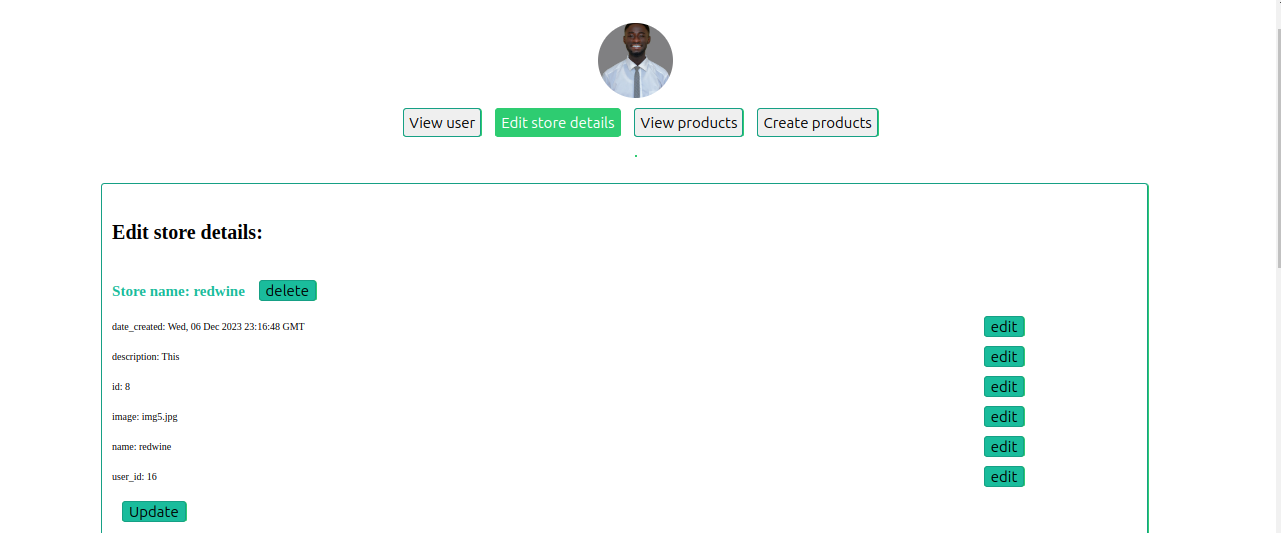 View user Edit store details View products Create products
Edit store details:
Store name: redwine delete
date_created: Wed, 06 Dec 2023 23:16:48 GMT edit
description: This edit
id: 8 edit
image: img5.jpg edit
name: redwine edit
user_id: 16 edit
Update